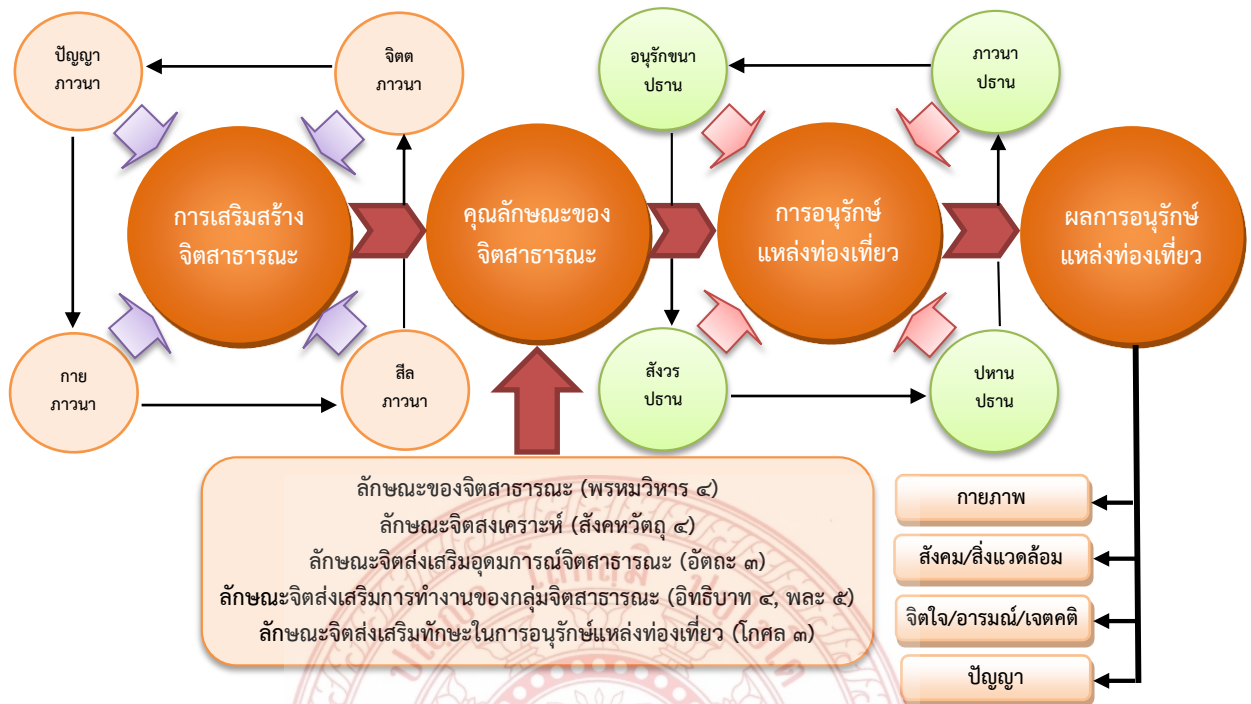 ปัญญา
ภาวนา
จิตต
ภาวนา
อนุรักขนา
ปธาน
ภาวนา
ปธาน
การเสริมสร้าง
จิตสาธารณะ
คุณลักษณะของ
จิตสาธารณะ
การอนุรักษ์
แหล่งท่องเที่ยว
ผลการอนุรักษ์
แหล่งท่องเที่ยว
กาย
ภาวนา
สีล
ภาวนา
สังวร
ปธาน
ปหาน
ปธาน
ลักษณะของจิตสาธารณะ (พรหมวิหาร ๔)
ลักษณะจิตสงเคราะห์ (สังคหวัตถุ ๔)
ลักษณะจิตส่งเสริมอุดมการณ์จิตสาธารณะ (อัตถะ ๓)
ลักษณะจิตส่งเสริมการทำงานของกลุ่มจิตสาธารณะ (อิทธิบาท ๔, พละ ๕)
ลักษณะจิตส่งเสริมทักษะในการอนุรักษ์แหล่งท่องเที่ยว (โกศล ๓)
กายภาพ
สังคม/สิ่งแวดล้อม
จิตใจ/อารมณ์/เจตคติ
ปัญญา
ปญฺญา โลกสฺมิ ปชฺโชโต